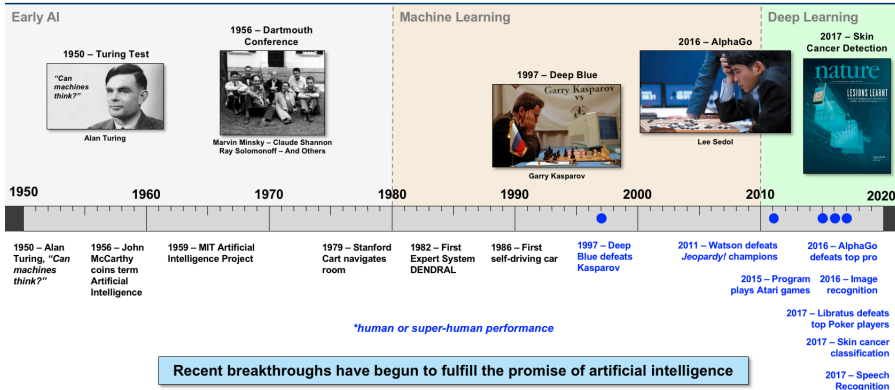 Early AI
Machine Learning
Deep Learning
1950 – Turing Test
"Can
machines
think?"
Alan Turing
1956 – Dartmouth
Conference
Marvin Minsky – Claude Shannon
Ray Solomonoff – And Others
1997 – Deep Blue
Garry Kasparov
vs
Garry Kasparov
2016 – AlphaGo
Lee Sedol
2017 – Skin
Cancer Detection
nature
LESIONS LEARNT
1950
1960
1970
1980
1990
2000
2010
2020
1950 – Alan
Turing, "Can
machines
think?"
1956 – John
McCarthy
coins term
Artificial
Intelligence
1959 – MIT Artificial
Intelligence Project
1979 – Stanford
Cart navigates
room
1982 – First
Expert System
DENDRAL
1986 – First
self-driving car
1997 – Deep
Blue defeats
Kasparov
2011 – Watson defeats
Jeopardy! champions
2016 – AlphaGo
defeats top pro
2015 – Program
plays Atari games
2016 – Image
recognition
2017 – Libratus defeats
top Poker players
2017 – Skin cancer
classification
2017 – Speech
Recognition
*human or super-human performance
Recent breakthroughs have begun to fulfill the promise of artificial intelligence